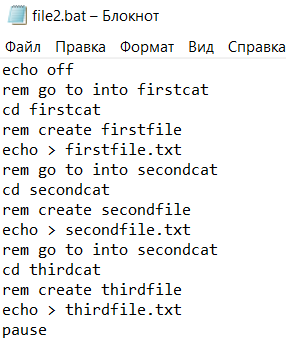 file2.bat – Блокнот
Файл Правка Формат Вид Справка
echo off
rem go to into firstcat
cd firstcat
rem create firstfile
echo > firstfile.txt
rem go to into secondcat
cd secondcat
rem create secondfile
echo > secondfile.txt
rem go to into secondcat
cd thirdcat
rem create thirdfile
echo > thirdfile.txt
pause